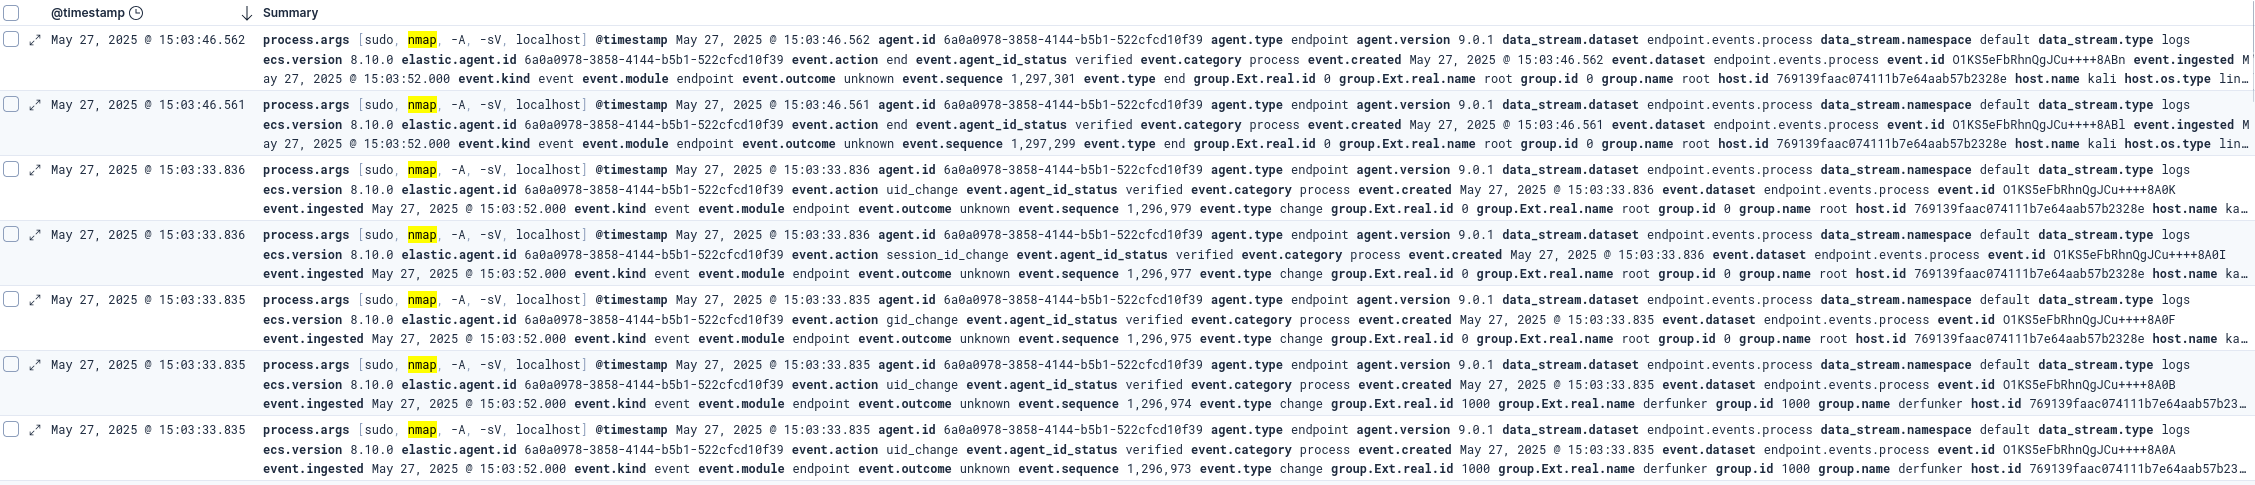 @timestamp Summary
May 27, 2025 @ 15:03:46.562 process.args [sudo, nmap, -A, -sV, localhost] @timestamp May 27, 2025 @ 15:03:46.562 agent.id 6a0a0978-3858-4144-b5b1-522cfcd10f39 agent.type endpoint agent.version 9.0.1 data_stream.dataset endpoint.events.process data_stream.namespace default data_stream.type logs
ecs.version 8.10.0 elastic.agent.id 6a0a0978-3858-4144-b5b1-522cfcd10f39 event.action end event.agent_id_status verified event.category process event.created May 27, 2025 @ 15:03:46.562 event.dataset endpoint.events.process event.id O1KS5eFbRhnQgJCu++++8ABn event.ingested M
ay 27, 2025 @ 15:03:52.000 event.kind event event.module endpoint event.outcome unknown event.sequence 1,297,301 event.type end group.Ext.real.id 0 group.Ext.real.name root group.id 0 group.name root host.id 769139faac074111b7e64aab57b2328e host.name kali host.os.type lin…
May 27, 2025 @ 15:03:46.561 process.args [sudo, nmap, -A, -sV, localhost] @timestamp May 27, 2025 @ 15:03:46.561 agent.id 6a0a0978-3858-4144-b5b1-522cfcd10f39 agent.type endpoint agent.version 9.0.1 data_stream.dataset endpoint.events.process data_stream.namespace default data_stream.type logs
ecs.version 8.10.0 elastic.agent.id 6a0a0978-3858-4144-b5b1-522cfcd10f39 event.action end event.agent_id_status verified event.category process event.created May 27, 2025 @ 15:03:46.561 event.dataset endpoint.events.process event.id O1KS5eFbRhnQgJCu++++8ABl event.ingested M
ay 27, 2025 @ 15:03:52.000 event.kind event event.module endpoint event.outcome unknown event.sequence 1,297,299 event.type end group.Ext.real.id 0 group.Ext.real.name root group.id 0 group.name root host.id 769139faac074111b7e64aab57b2328e host.name kali host.os.type lin…
May 27, 2025 @ 15:03:33.836 process.args [sudo, nmap, -A, -sV, localhost] @timestamp May 27, 2025 @ 15:03:33.836 agent.id 6a0a0978-3858-4144-b5b1-522cfcd10f39 agent.type endpoint agent.version 9.0.1 data_stream.dataset endpoint.events.process data_stream.namespace default data_stream.type logs
ecs.version 8.10.0 elastic.agent.id 6a0a0978-3858-4144-b5b1-522cfcd10f39 event.action uid_change event.agent_id_status verified event.category process event.created May 27, 2025 @ 15:03:33.836 event.dataset endpoint.events.process event.id O1KS5eFbRhnQgJCu++++8A0K
event.ingested May 27, 2025 @ 15:03:52.000 event.kind event event.module endpoint event.outcome unknown event.sequence 1,296,979 event.type change group.Ext.real.id 0 group.Ext.real.name root group.id 0 group.name root host.id 769139faac074111b7e64aab57b2328e host.name ka…
May 27, 2025 @ 15:03:33.836 process.args [sudo, nmap, -A, -sV, localhost] @timestamp May 27, 2025 @ 15:03:33.836 agent.id 6a0a0978-3858-4144-b5b1-522cfcd10f39 agent.type endpoint agent.version 9.0.1 data_stream.dataset endpoint.events.process data_stream.namespace default data_stream.type logs
ecs.version 8.10.0 elastic.agent.id 6a0a0978-3858-4144-b5b1-522cfcd10f39 event.action session_id_change event.agent_id_status verified event.category process event.created May 27, 2025 @ 15:03:33.836 event.dataset endpoint.events.process event.id O1KS5eFbRhnQgJCu++++8A0I
event.ingested May 27, 2025 @ 15:03:52.000 event.kind event event.module endpoint event.outcome unknown event.sequence 1,296,977 event.type change group.Ext.real.id 0 group.Ext.real.name root group.id 0 group.name root host.id 769139faac074111b7e64aab57b2328e host.name ka…
May 27, 2025 @ 15:03:33.835 process.args [sudo, nmap, -A, -sV, localhost] @timestamp May 27, 2025 @ 15:03:33.835 agent.id 6a0a0978-3858-4144-b5b1-522cfcd10f39 agent.type endpoint agent.version 9.0.1 data_stream.dataset endpoint.events.process data_stream.namespace default data_stream.type logs
ecs.version 8.10.0 elastic.agent.id 6a0a0978-3858-4144-b5b1-522cfcd10f39 event.action gid_change event.agent_id_status verified event.category process event.created May 27, 2025 @ 15:03:33.835 event.dataset endpoint.events.process event.id O1KS5eFbRhnQgJCu++++8A0F
event.ingested May 27, 2025 @ 15:03:52.000 event.kind event event.module endpoint event.outcome unknown event.sequence 1,296,975 event.type change group.Ext.real.id 0 group.Ext.real.name root group.id 0 group.name root host.id 769139faac074111b7e64aab57b2328e host.name ka…
May 27, 2025 @ 15:03:33.835 process.args [sudo, nmap, -A, -sV, localhost] @timestamp May 27, 2025 @ 15:03:33.835 agent.id 6a0a0978-3858-4144-b5b1-522cfcd10f39 agent.type endpoint agent.version 9.0.1 data_stream.dataset endpoint.events.process data_stream.namespace default data_stream.type logs
ecs.version 8.10.0 elastic.agent.id 6a0a0978-3858-4144-b5b1-522cfcd10f39 event.action uid_change event.agent_id_status verified event.category process event.created May 27, 2025 @ 15:03:33.835 event.dataset endpoint.events.process event.id O1KS5eFbRhnQgJCu++++8A0B
event.ingested May 27, 2025 @ 15:03:52.000 event.kind event event.module endpoint event.outcome unknown event.sequence 1,296,974 event.type change group.Ext.real.id 1000 group.Ext.real.name derfunker group.id 1000 group.name derfunker host.id 769139faac074111b7e64aab57b23…
May 27, 2025 @ 15:03:33.835 process.args [sudo, nmap, -A, -sV, localhost] @timestamp May 27, 2025 @ 15:03:33.835 agent.id 6a0a0978-3858-4144-b5b1-522cfcd10f39 agent.type endpoint agent.version 9.0.1 data_stream.dataset endpoint.events.process data_stream.namespace default data_stream.type logs
ecs.version 8.10.0 elastic.agent.id 6a0a0978-3858-4144-b5b1-522cfcd10f39 event.action uid_change event.agent_id_status verified event.category process event.created May 27, 2025 @ 15:03:33.835 event.dataset endpoint.events.process event.id O1KS5eFbRhnQgJCu++++8A0A
event.ingested May 27, 2025 @ 15:03:52.000 event.kind event event.module endpoint event.outcome unknown event.sequence 1,296,973 event.type change group.Ext.real.id 1000 group.Ext.real.name derfunker group.id 1000 group.name derfunker host.id 769139faac074111b7e64aab57b23…